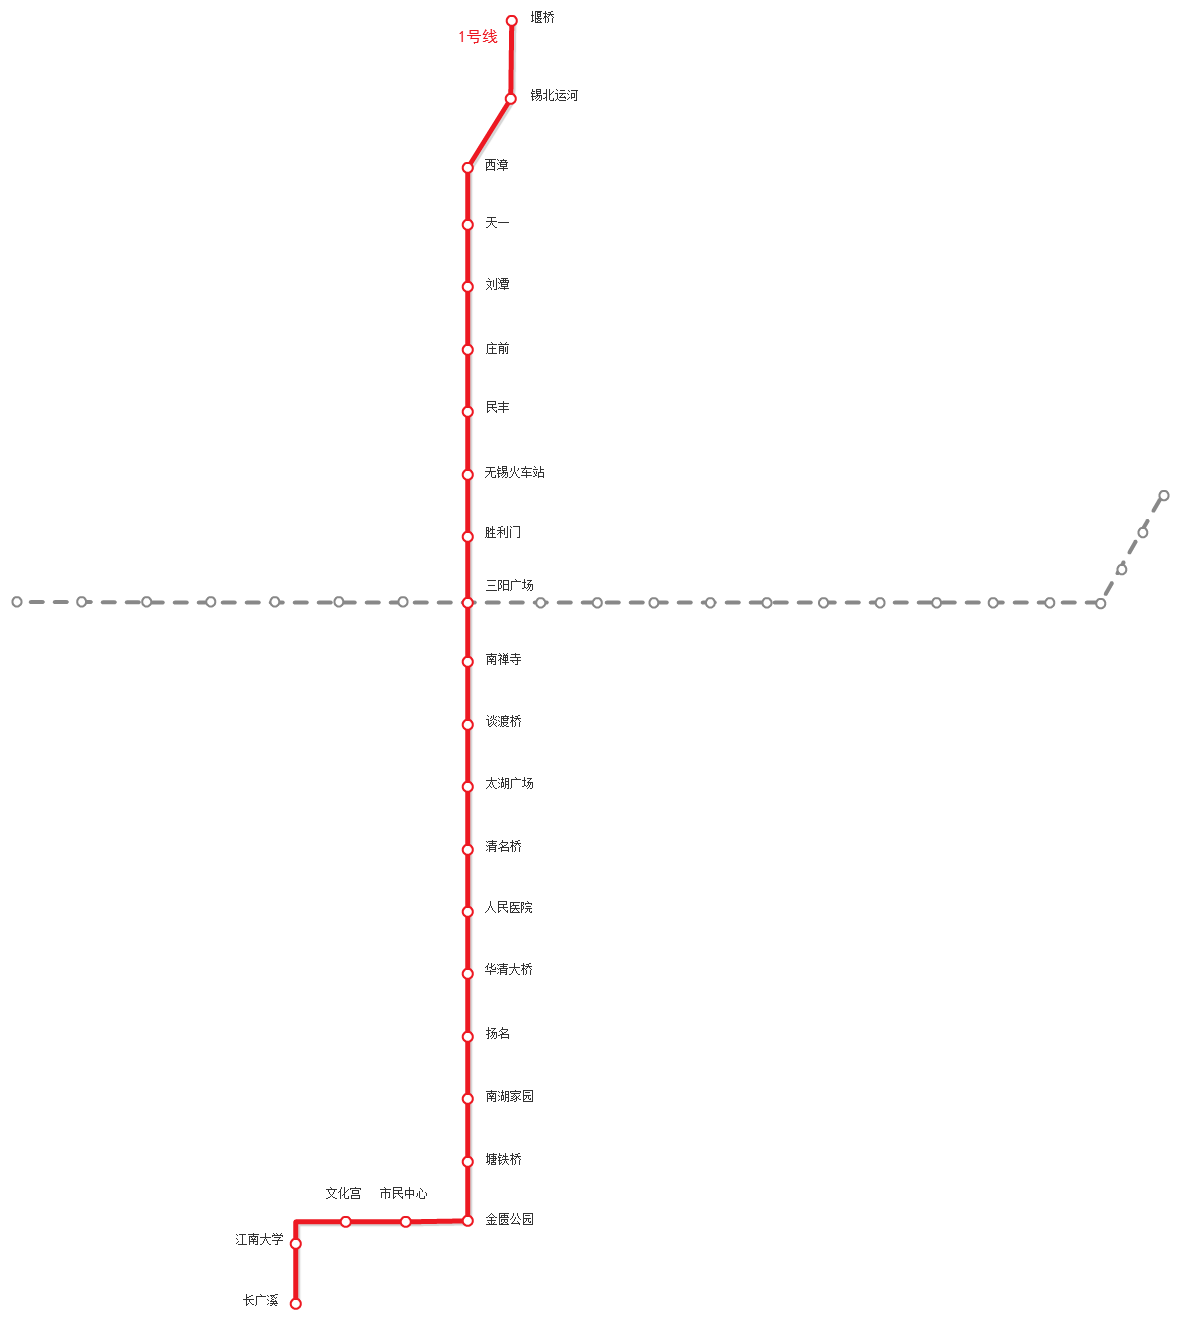 堰桥
1号线
锡北运河
西漳
天一
刘潭
庄前
民丰
无锡火车站
胜利门
三阳广场
南禅寺
谈渡桥
太湖广场
清名桥
人民医院
华清大桥
扬名
南湖家园
塘铁桥
文化宫
市民中心
金匮公园
江南大学
长广溪